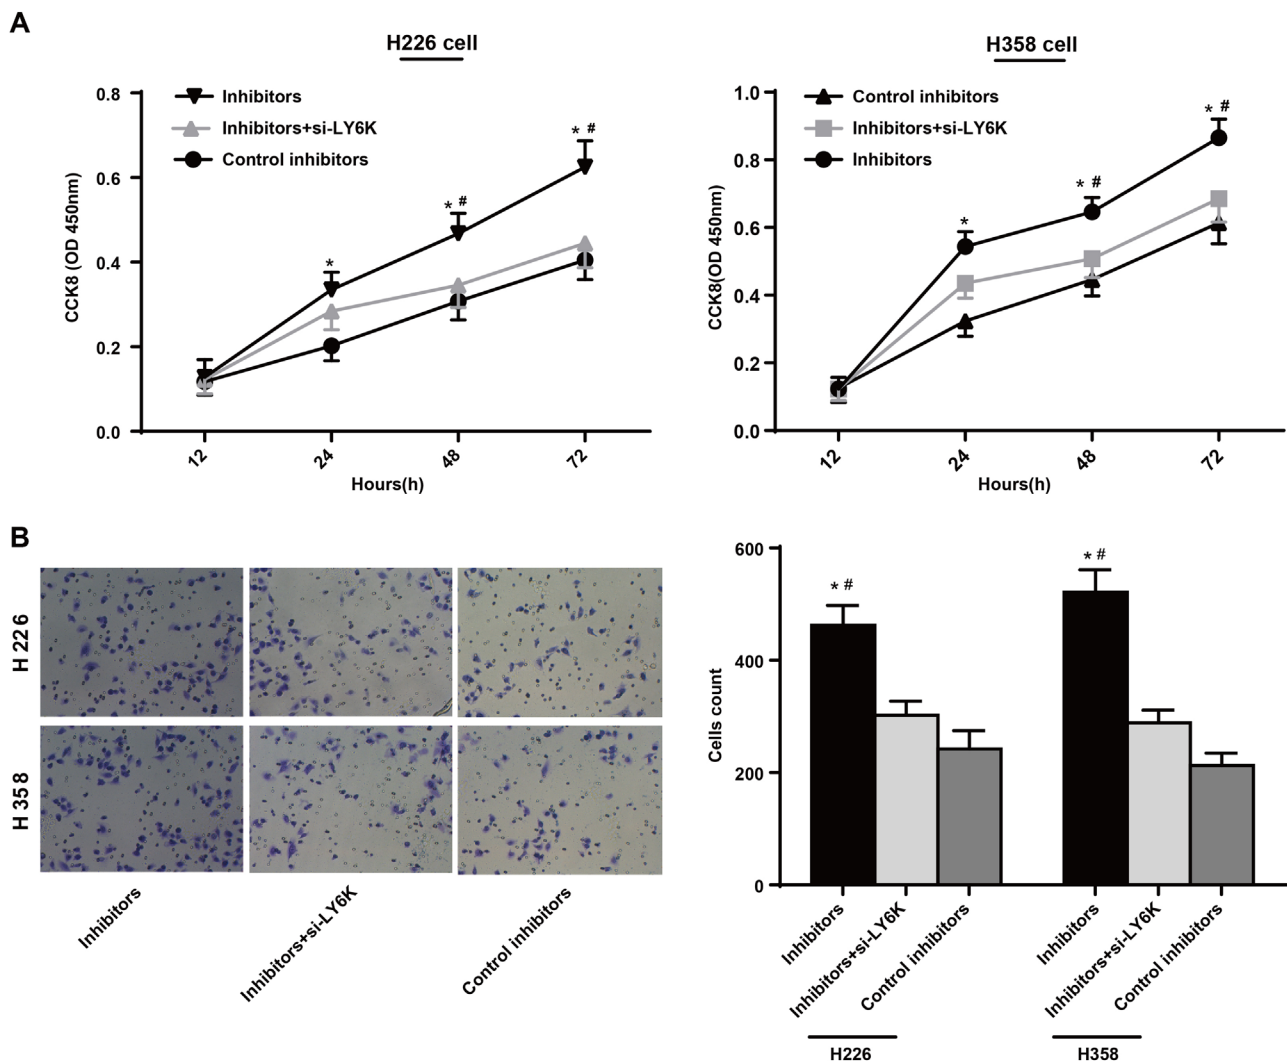 A
H226 cell
Inhibitors
Inhibitors+si-LY6K
Control inhibitors
0.8
0.6
0.4
0.2
0.0
CCK8 (OD 450nm)
*
* #
* #
12
24
48
72
Hours(h)
H358 cell
Control inhibitors
Inhibitors+si-LY6K
Inhibitors
1.0
0.8
0.6
0.4
0.2
0.0
CCK8(OD 450nm)
*
* #
* #
12
24
48
72
Hours(h)
B
H 226
H 358
Inhibitors
Inhibitors+si-LY6K
Control inhibitors
600
400
200
0
Cells count
* #
* #
Inhibitors
Inhibitors+si-LY6K
Control inhibitors
Inhibitors
Inhibitors+si-LY6K
Control inhibitors
H226
H358